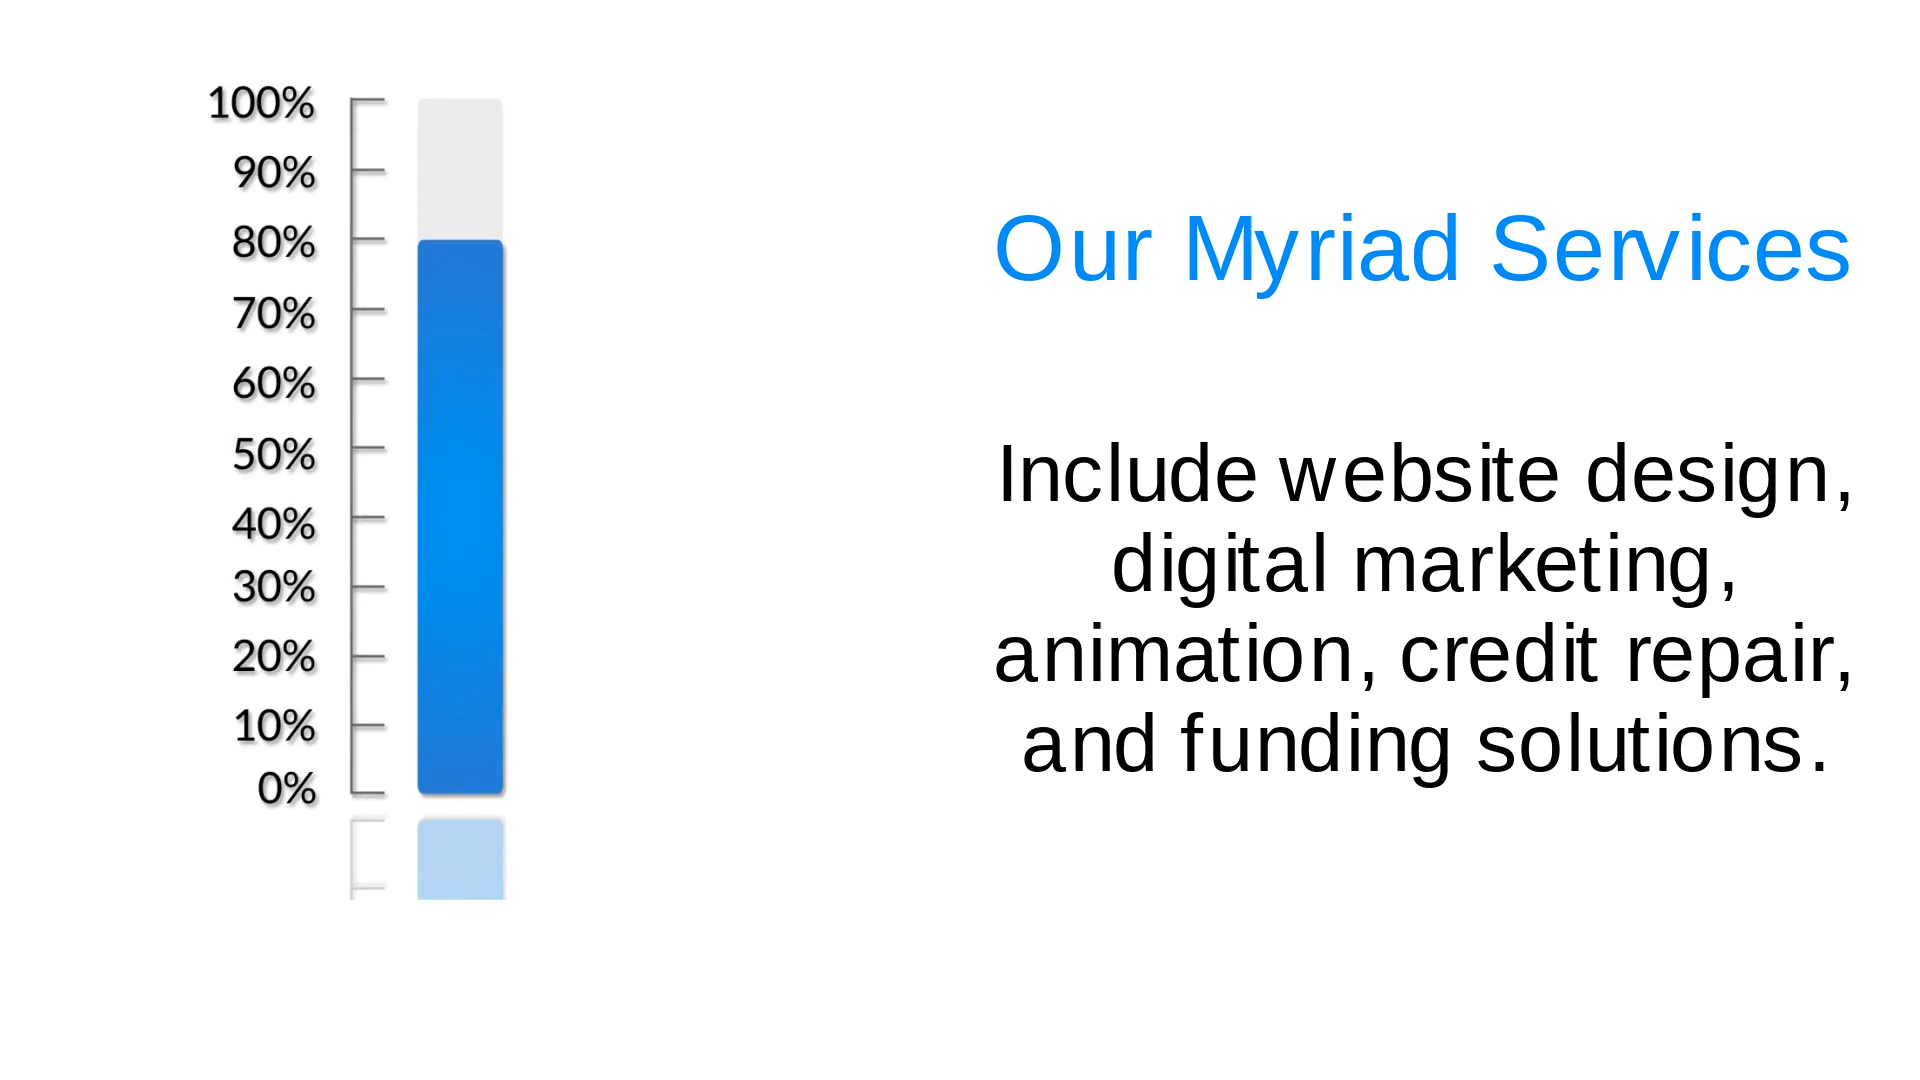 100%
90%
80%
70%
60%
50%
40%
30%
20%
10%
0%
Our Myriad Services
Include website design,
digital marketing,
animation, credit repair,
and funding solutions.